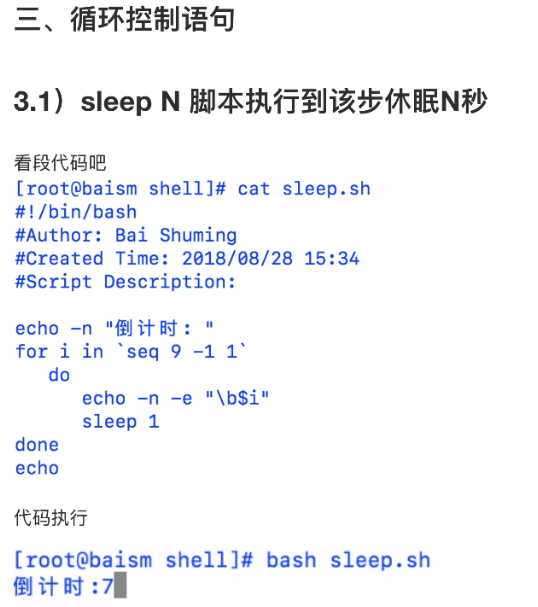 三、循环控制语句
3.1）sleep N 脚本执行到该步休眠N秒
看段代码吧
[root@baism shell]# cat sleep.sh
#!/bin/bash
#Author: Bai Shuming
#Created Time: 2018/08/28 15:34
#Script Description:
echo -n "倒计时: "
for i in `seq 9 -1 1`
do
echo -n -e "\b$i"
sleep 1
done
echo
代码执行
[root@baism shell]# bash sleep.sh
倒计时:7